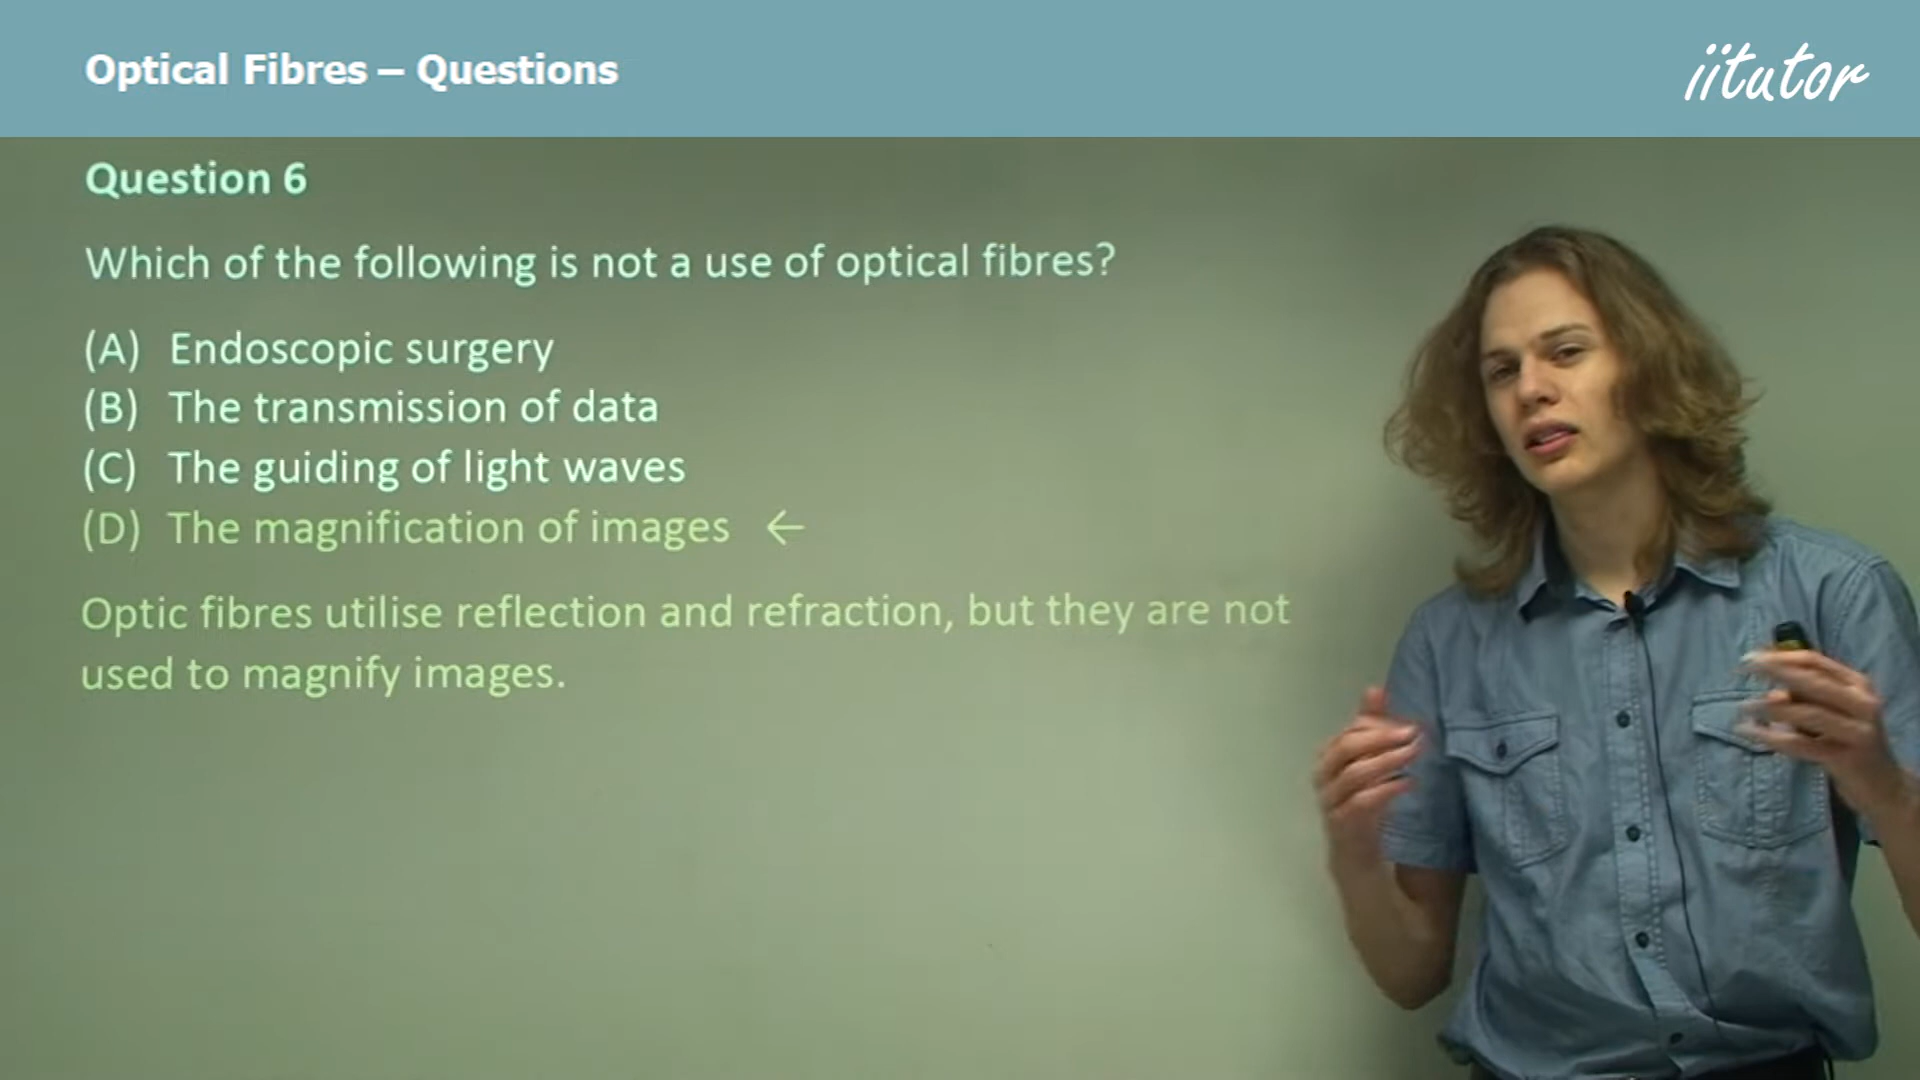 Optical Fibres – Questions
iitutor
Question 6
Which of the following is not a use of optical fibres?
(A) Endoscopic surgery
(B) The transmission of data
(C) The guiding of light waves
(D) The magnification of images ←
Optic fibres utilise reflection and refraction, but they are not
used to magnify images.